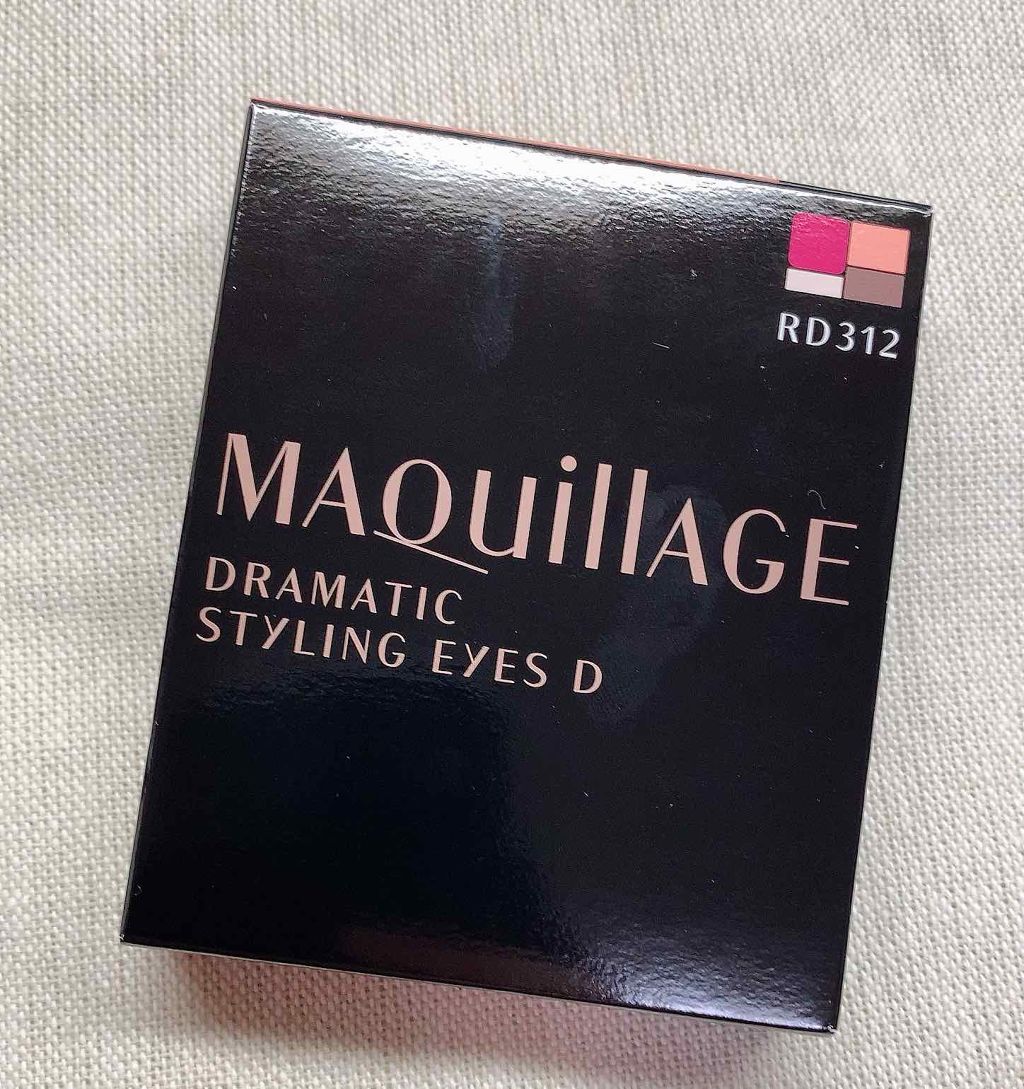 RD312
MAQuillAGE
DRAMATIC
STYLING EYES D